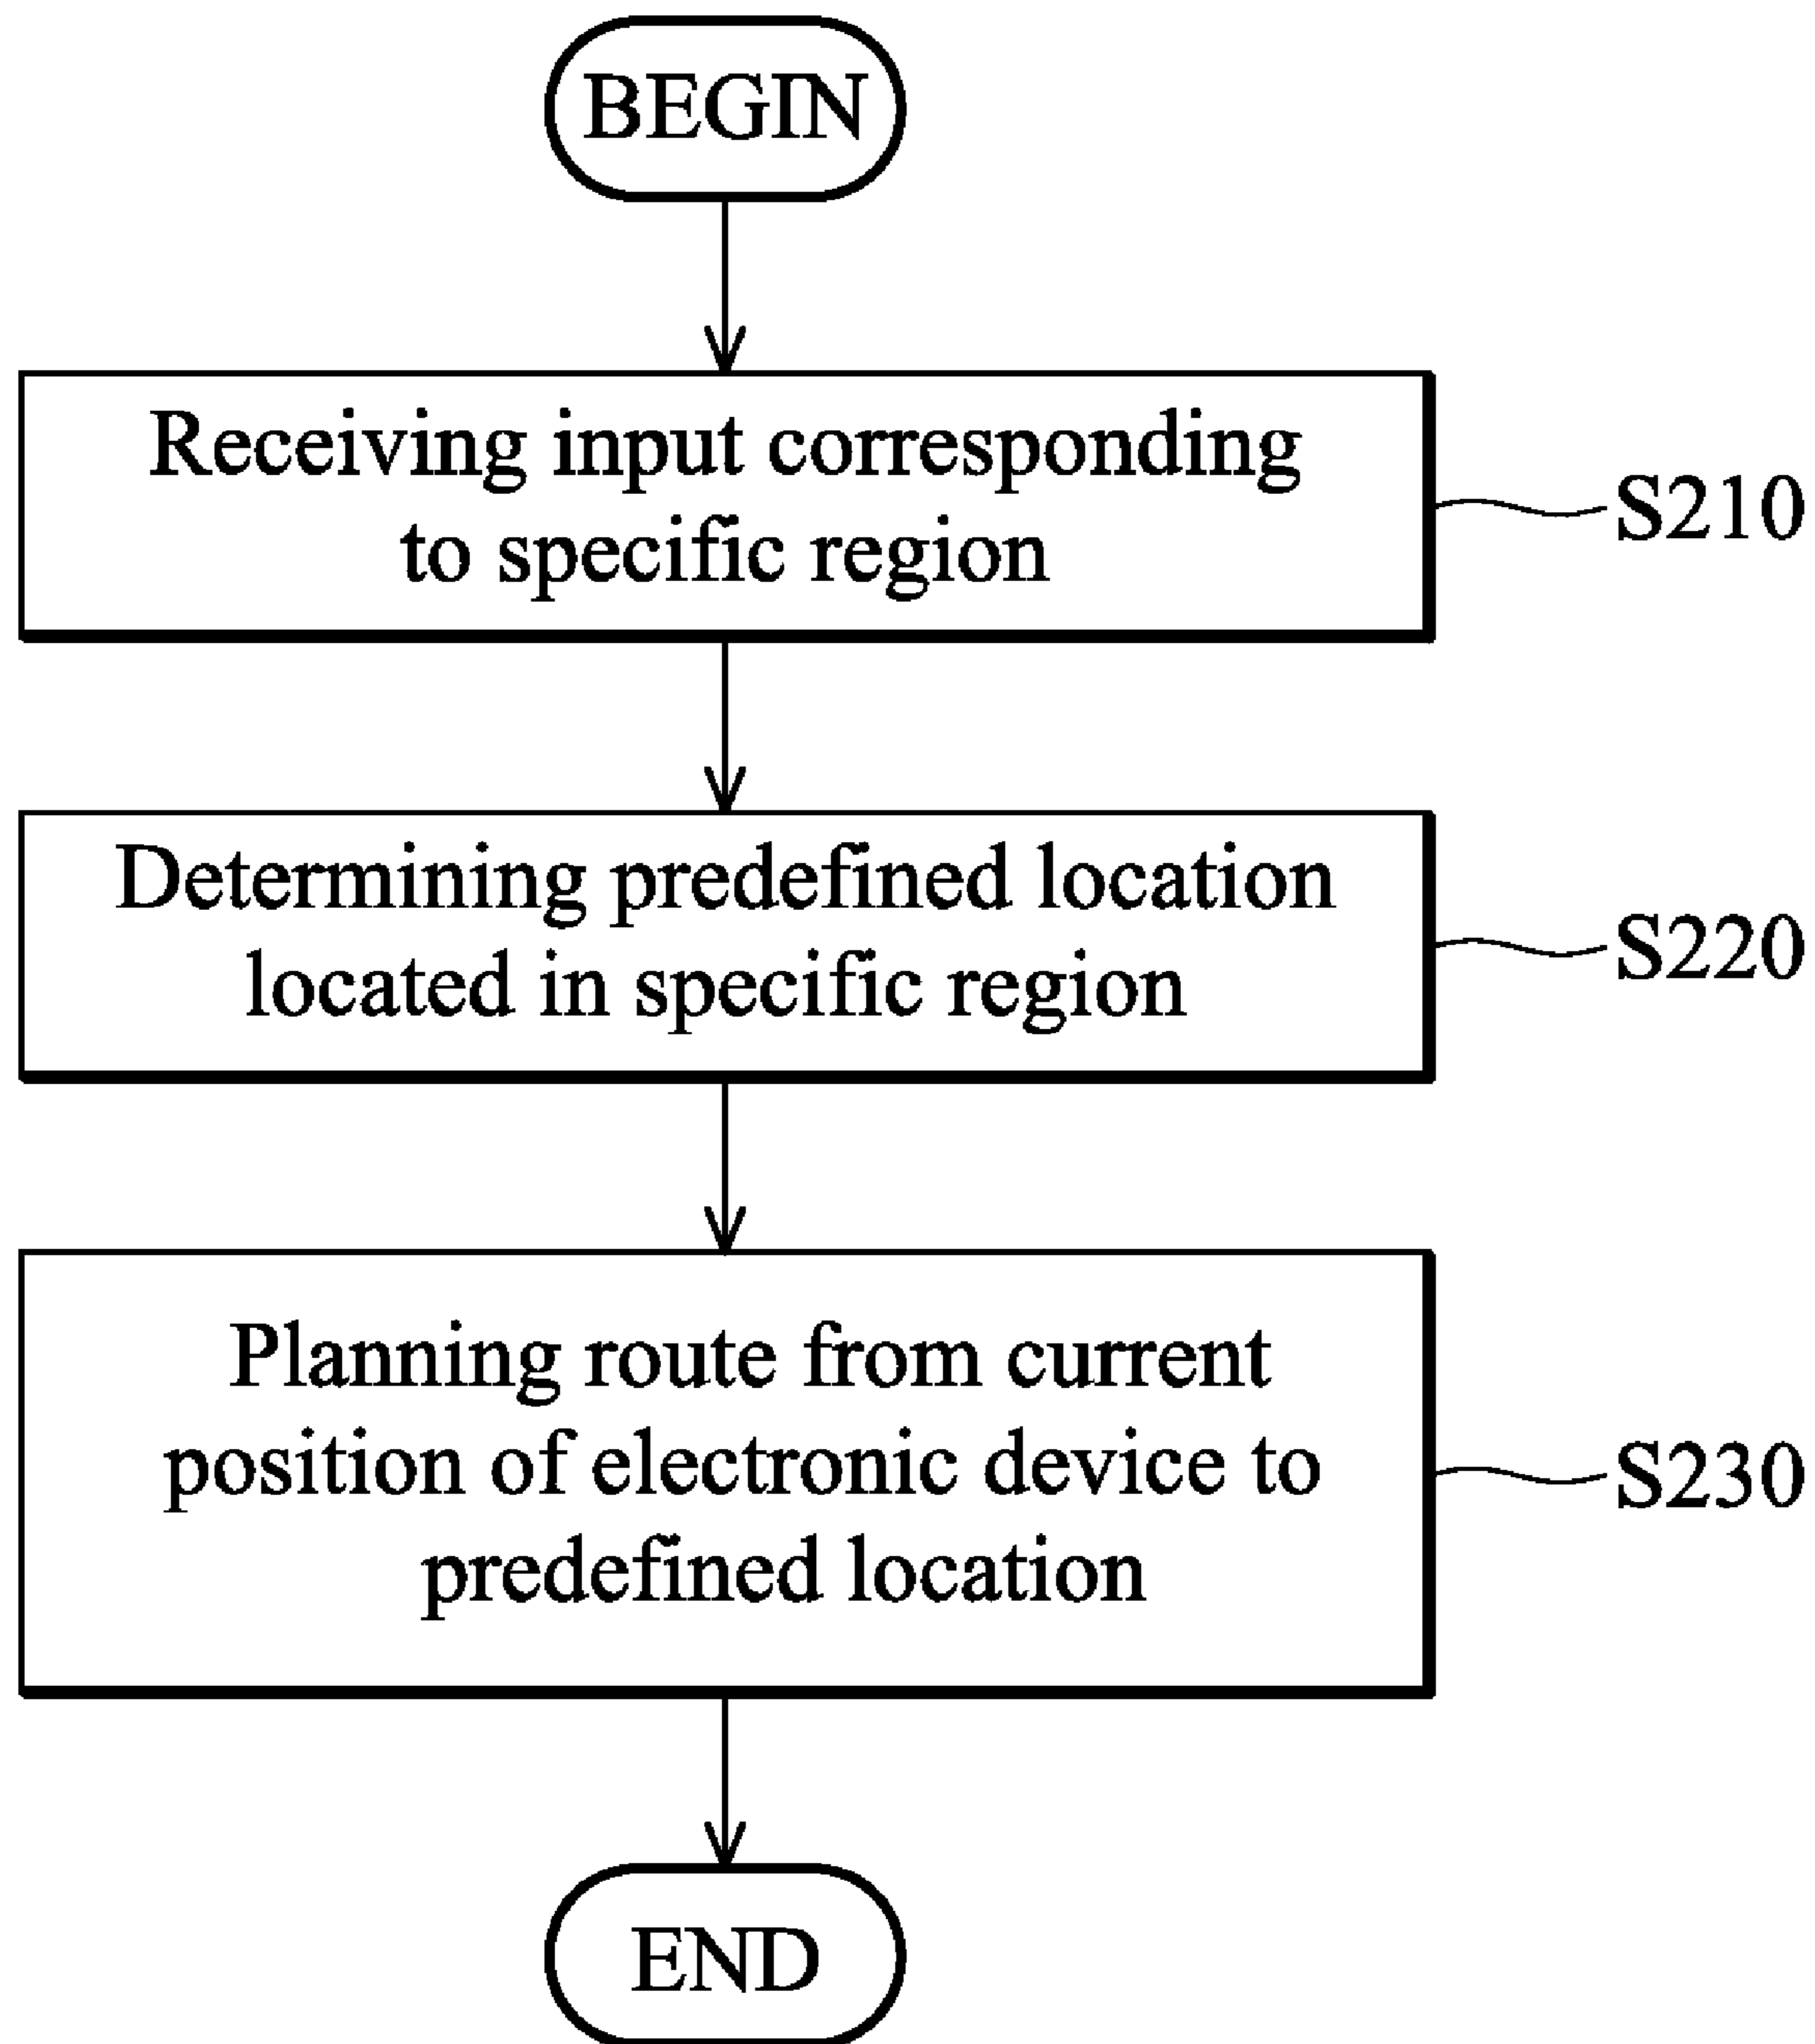 BEGIN
Receiving input corresponding
to specific region
S210
Determining predefined location
located in specific region
S220
Planning route from current
position of electronic device to
predefined location
S230
END